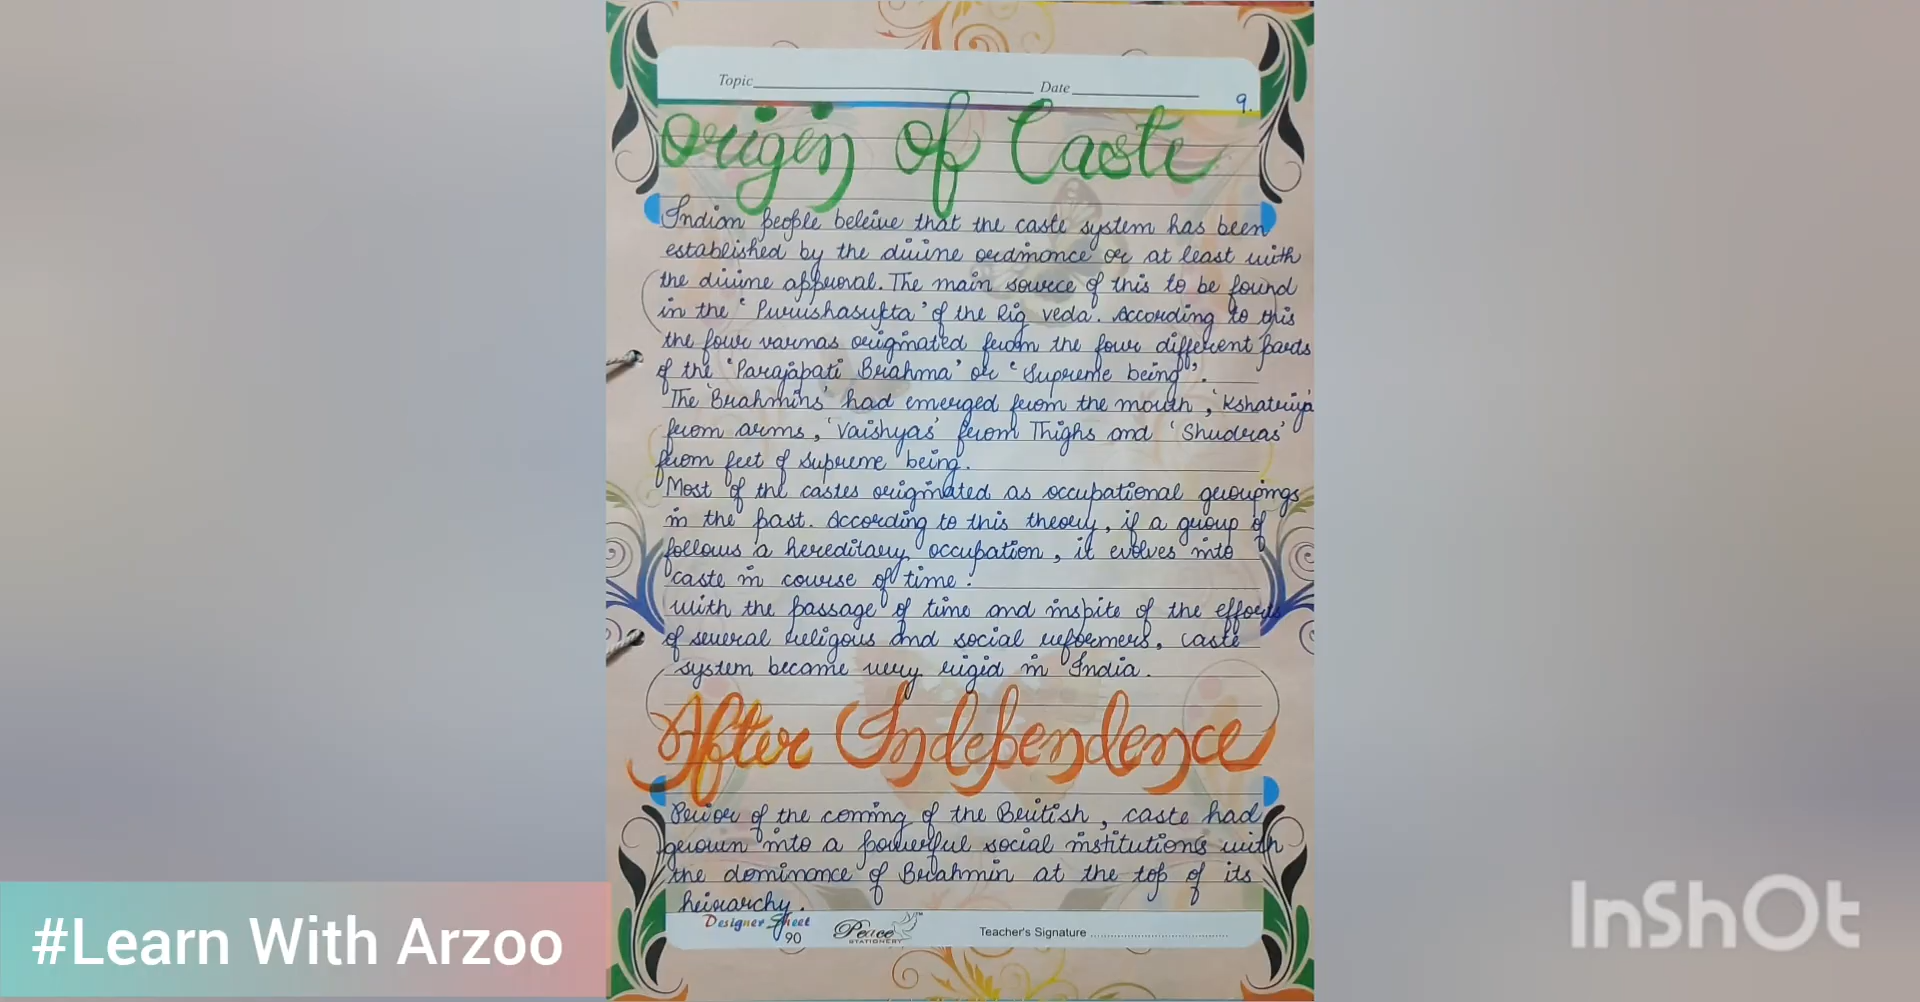 Topic Date
9.
Origin of Caste
Indian people beleive that the caste system has been
established by the divine ordinance or at least with
the divine approval. The main source of this to be found
in the 'Purushasukta' of the Rig veda. According to this
the four varnas originated from the four different parts
of the 'Parajapati Brahma' or 'Supreme being'.
The 'Brahmins' had emerged from the mouth, 'Kshatriya'
from arms, 'Vaishyas' from Thighs and 'Shudras'
from feet of supreme being.
Most of the castes originated as occupational groupings
in the past. According to this theory, if a group of
follows a hereditary occupation, it evolves into
caste in course of time.
with the passage of time and inspite of the efforts
of several religous and social reformers, caste
system became very rigid in India.
After Independence
Prior of the coming of the British, caste had
grown into a powerful social institutions with
the dominance of Brahmin at the top of its
heirarchy.
Designer Sheet
90
Peace
STATIONERY
Teacher's Signature
#Learn With Arzoo
InShOt